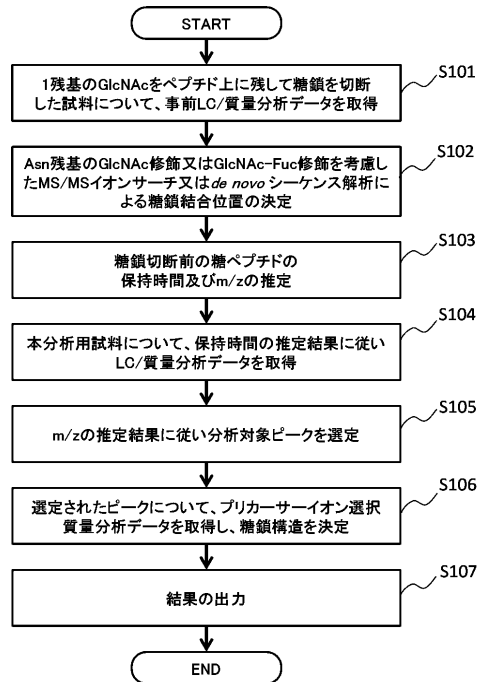 START
S101
1残基のGlcNAcをペプチド上に残して糖鎖を切断
した試料について、事前LC/質量分析データを取得
S102
Asn残基のGlcNAc修飾又はGlcNAc-Fuc修飾を考慮し
たMS/MSイオンサーチ又はde novo シーケンス解析に
よる糖鎖結合位置の決定
S103
糖鎖切断前の糖ペプチドの
保持時間及びm/zの推定
S104
本分析用試料について、保持時間の推定結果に従い
LC/質量分析データを取得
S105
m/zの推定結果に従い分析対象ピークを選定
S106
選定されたピークについて、プリカーサーイオン選択
質量分析データを取得し、糖鎖構造を決定
S107
結果の出力
END